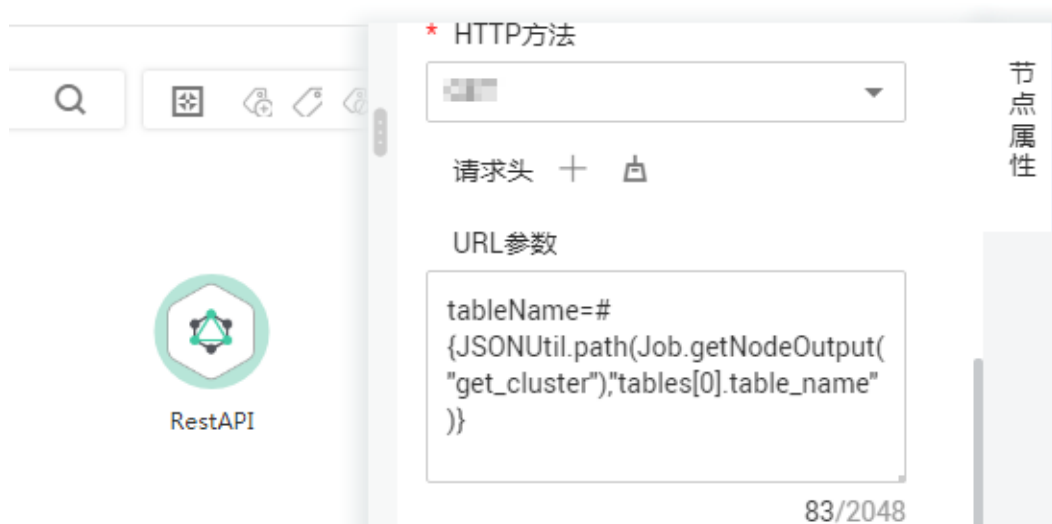 * HTTP方法
请求头
URL参数
tableName=#
{JSONUtil.path(Job.getNodeOutput(
"get_cluster"),"tables[0].table_name"
)}
83/2048
RestAPI
节点属性